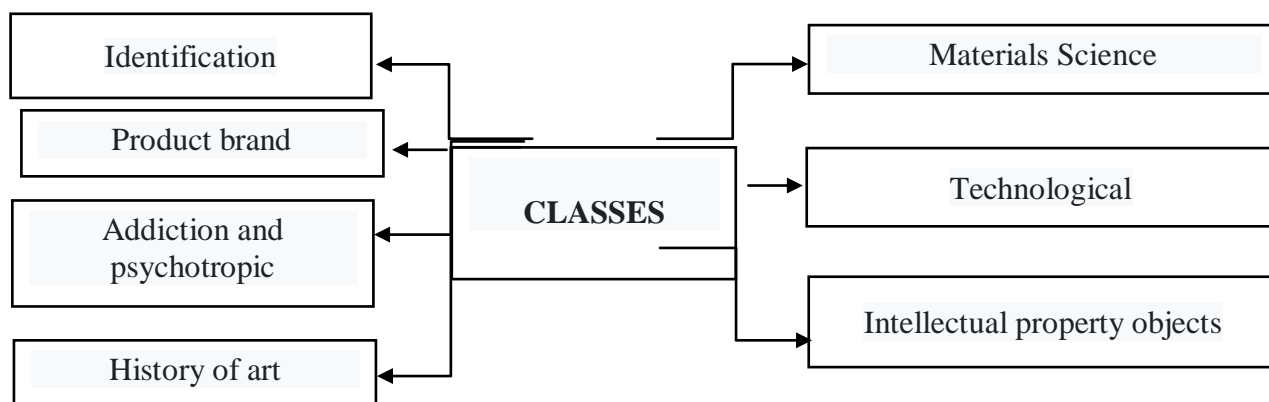 Identification
Product brand
Addiction and
psychotropic
History of art
CLASSES
Materials Science
Technological
Intellectual property objects